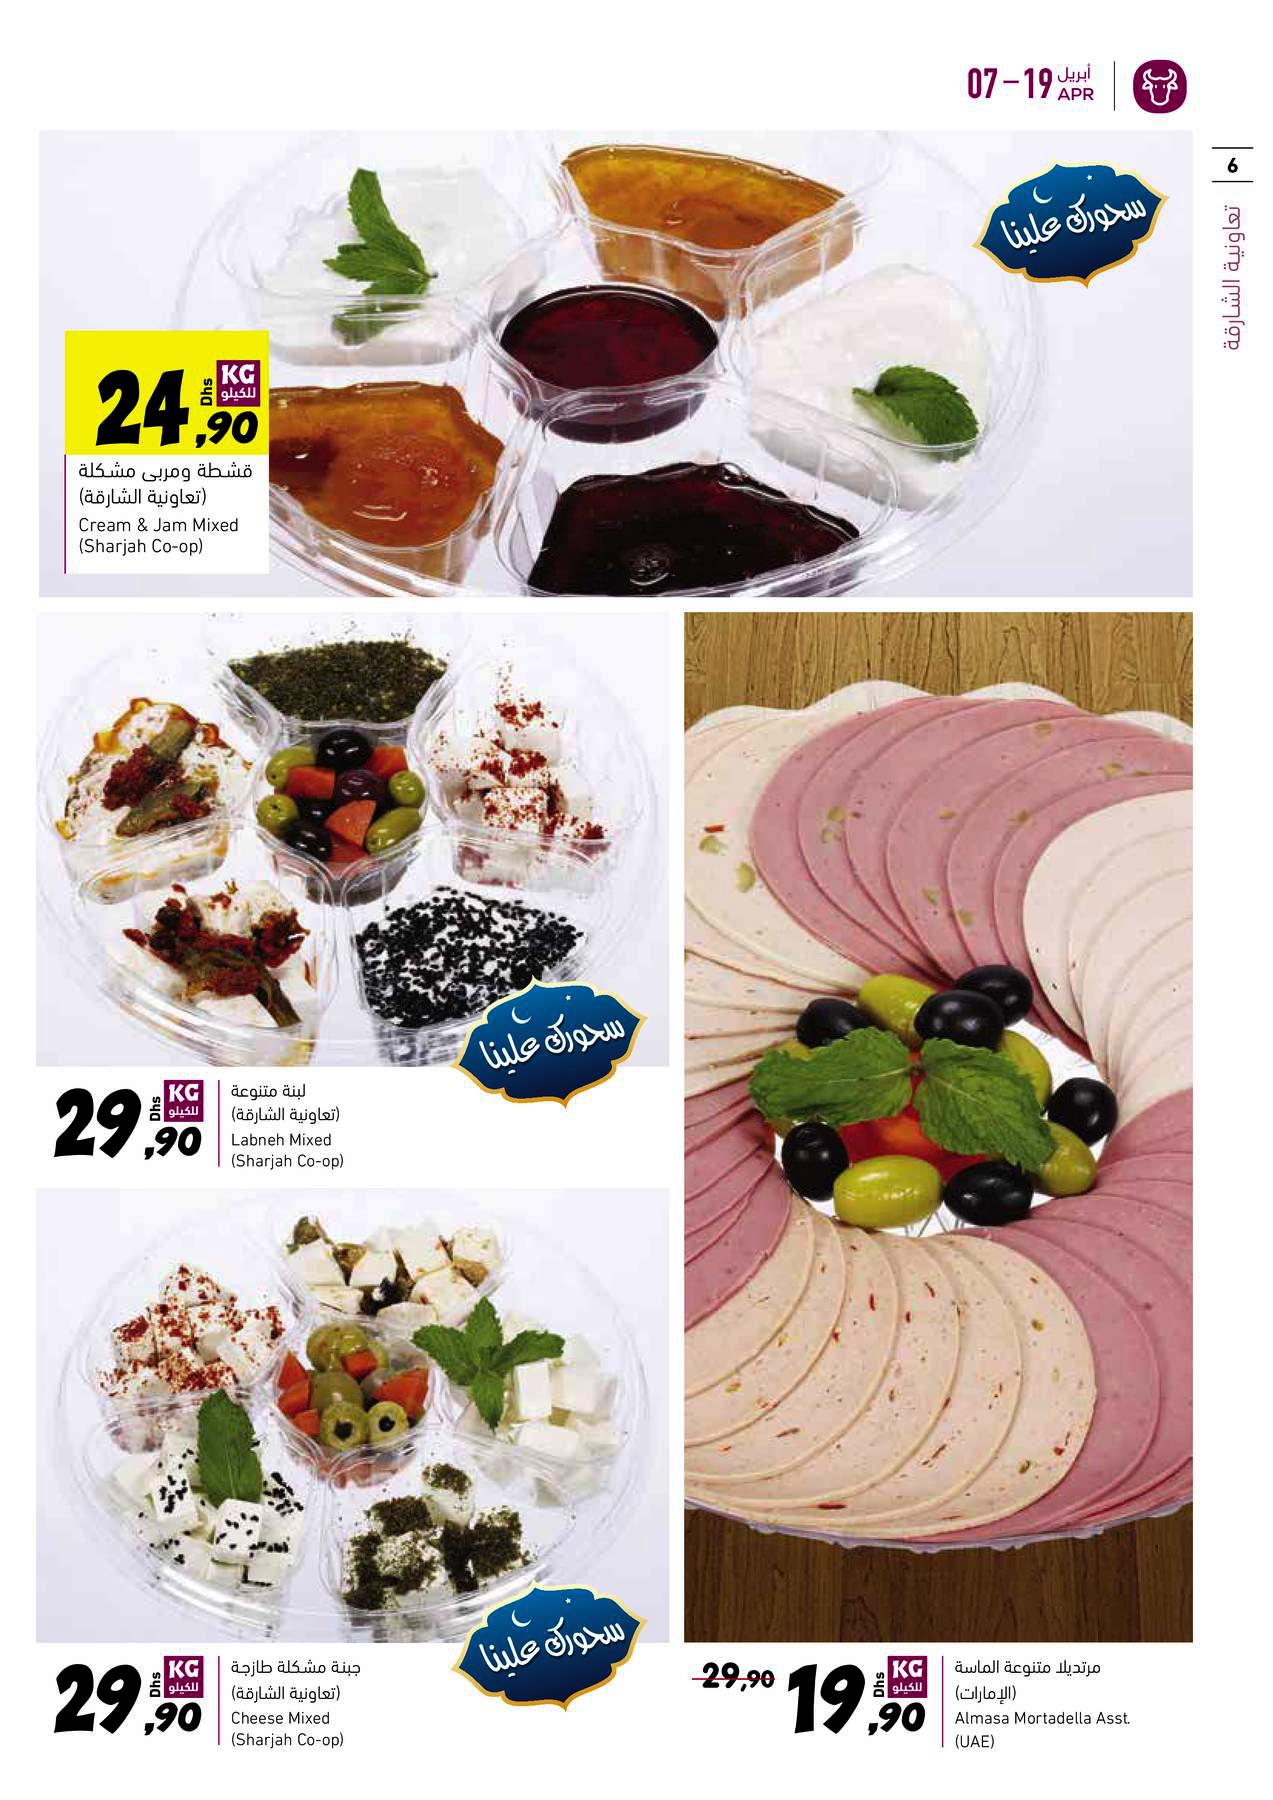 07 – 19 أبريل
APR
6
تعاونية الشارقة
سحورك علينا
24,90 Dhs
KG
للكيلو
قشطة ومربى مشكلة
(تعاونية الشارقة)
Cream & Jam Mixed
(Sharjah Co-op)
سحورك علينا
29,90 Dhs
KG
للكيلو
لبنة متنوعة
(تعاونية الشارقة)
Labneh Mixed
(Sharjah Co-op)
سحورك علينا
29,90 Dhs
KG
للكيلو
جبنة مشكلة طازجة
(تعاونية الشارقة)
Cheese Mixed
(Sharjah Co-op)
29,90
19,90 Dhs
KG
للكيلو
مرتديلا متنوعة الماسة
(الإمارات)
Almasa Mortadella Asst.
(UAE)